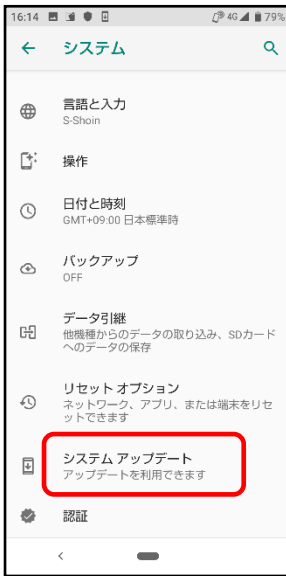 16:14 4G 79%
システム
言語と入力
S-Shoin
操作
日付と時刻
GMT+09:00 日本標準時
バックアップ
OFF
データ引継
他機種からのデータの取り込み、SDカード
へのデータの保存
リセット オプション
ネットワーク、アプリ、または端末をリセ
ットできます
システム アップデート
アップデートを利用できます
認証